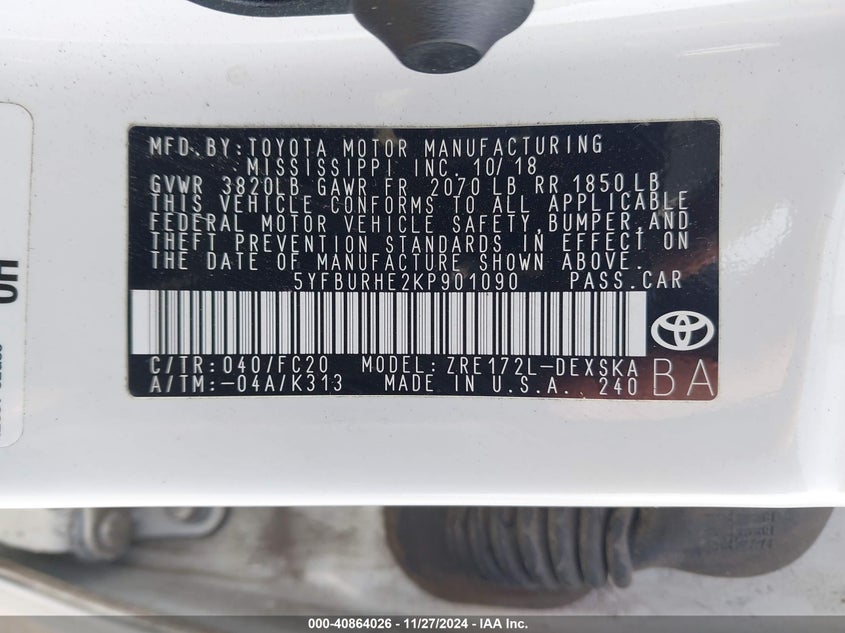 MFD.BY:TOYOTA MOTOR MANUFACTURING
MISSISSIPPI INC. 10/18
GVWR 3820LB GAWR FR 2070LB RR 1850LB
THIS VEHICLE CONFORMS TO ALL APPLICABLE
FEDERAL MOTOR VEHICLE SAFETY,BUMPER,AND
THEFT PREVENTION STANDARDS IN EFFECT ON
THE DATE OF MANUFACTURE SHOWN ABOVE.
5YFBURHE2KP901090 PASS.CAR
C/TR:040/FC20 MODEL:ZRE172L-DEXSKA
A/TM:-04A/K313 MADE IN U.S.A. 240 BA
000-40864026 - 11/27/2024 - IAA Inc.